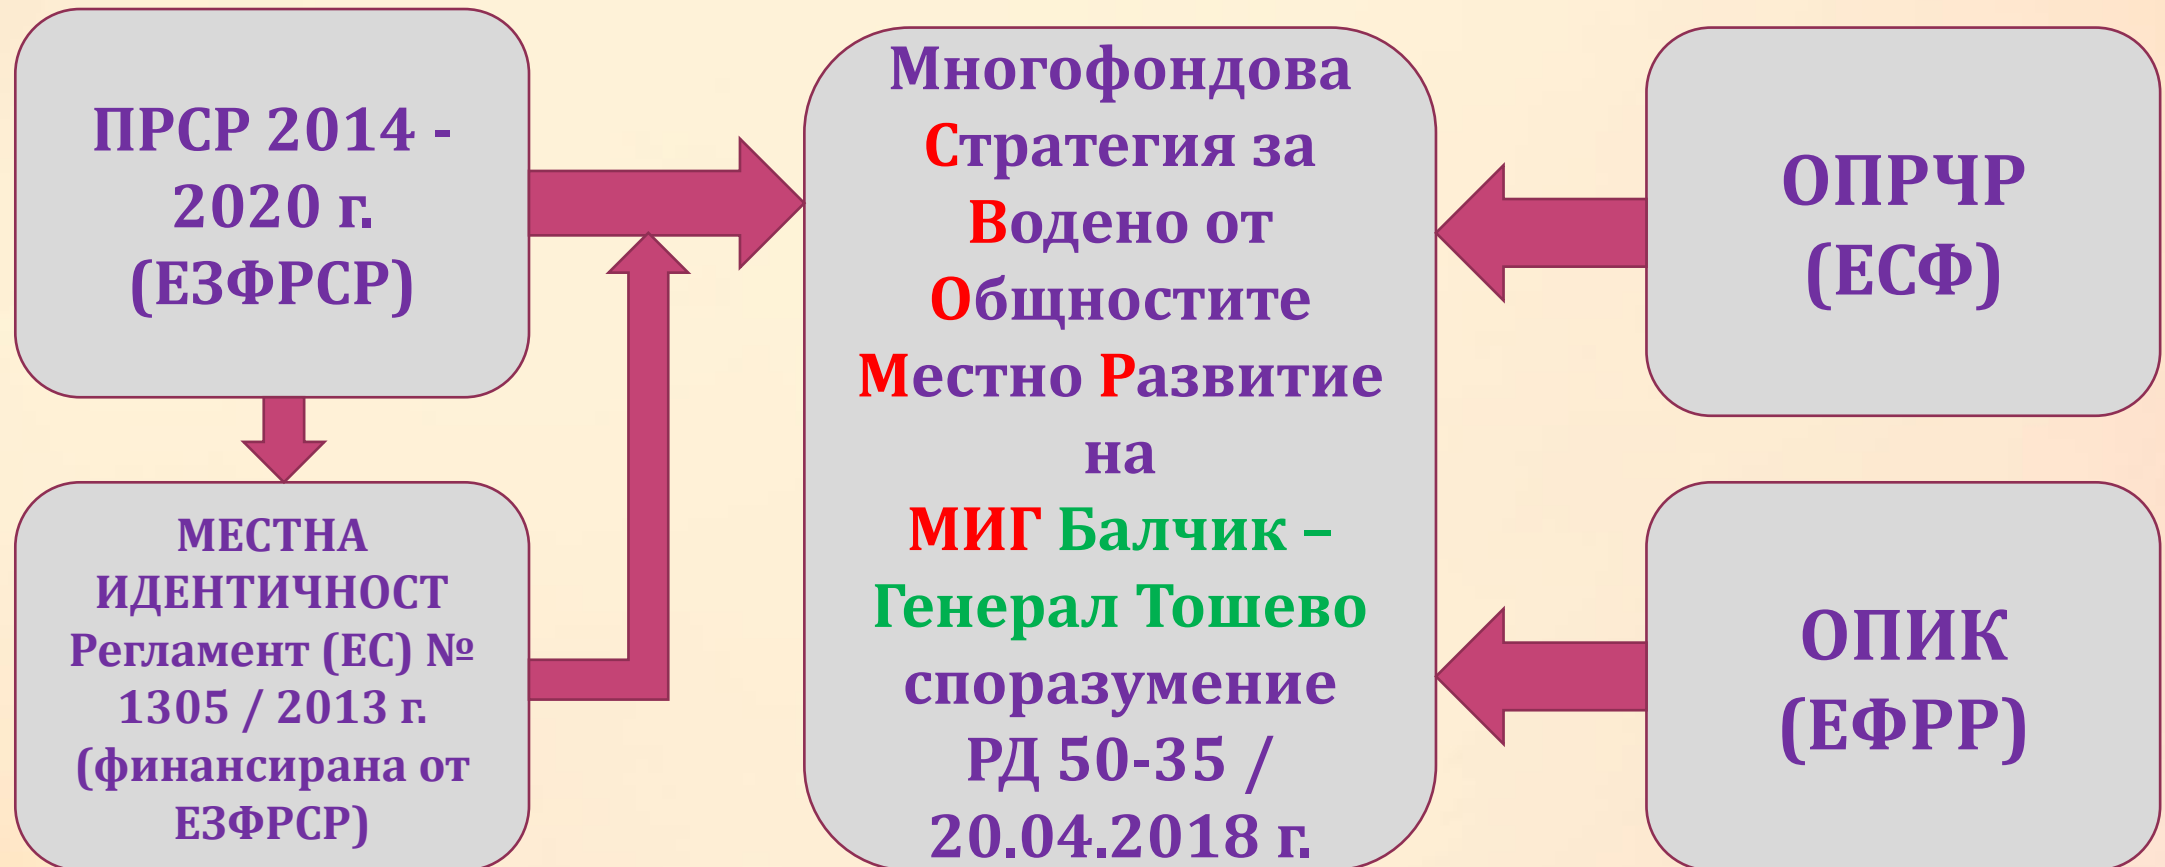 ПРСР 2014 -
2020 г.
(ЕЗФРСР)
МЕСТНА
ИДЕНТИЧНОСТ
Регламент (ЕС) №
1305 / 2013 г.
(финансирана от
ЕЗФРСР)
Многофондова
Стратегия за
Водено от
Общностите
Местно Развитие
на
МИГ Балчик –
Генерал Тошево
споразумение
РД 50-35 /
20.04.2018 г.
ОПРЧР
(ЕСФ)
ОПИК
(ЕФРР)